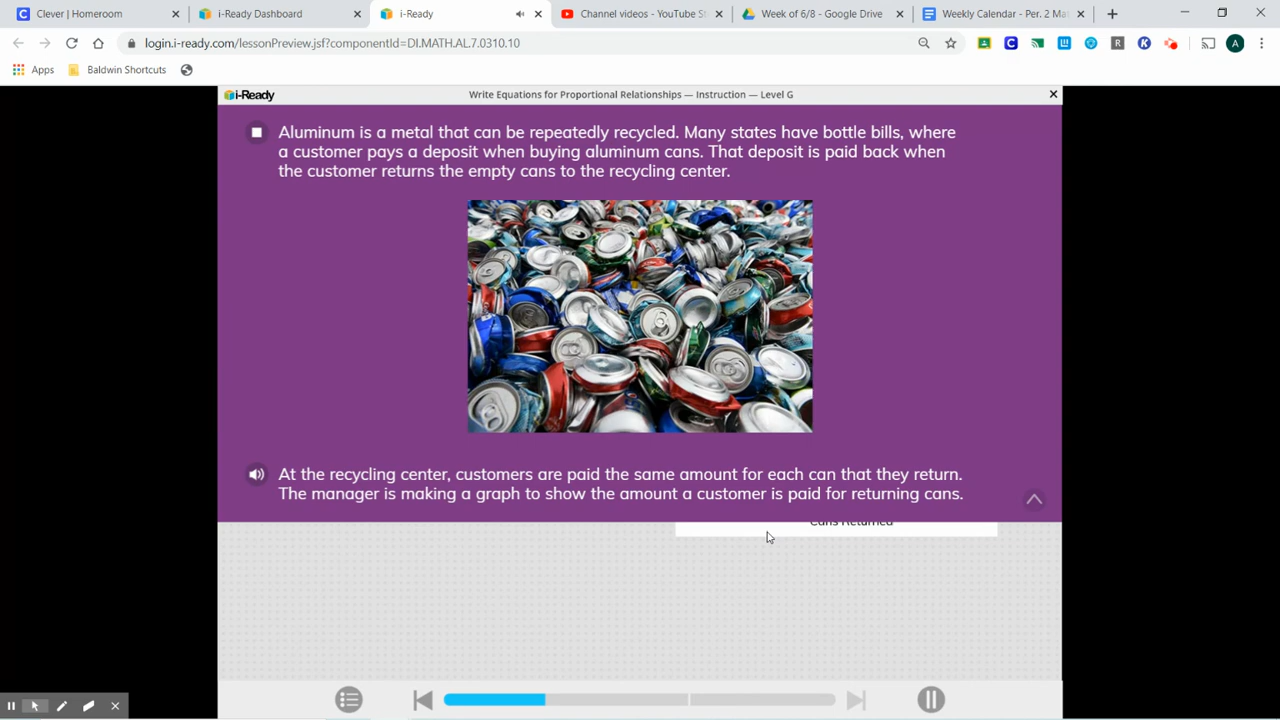 Clever | Homeroom
i-Ready Dashboard
i-Ready
Channel videos - YouTube St
Week of 6/8 - Google Drive
Weekly Calendar - Per. 2 Mat
login.i-ready.com/lessonPreview.jsf?componentId=DI.MATH.AL.7.0310.10
Apps
Baldwin Shortcuts
i-Ready
Write Equations for Proportional Relationships — Instruction — Level G
Aluminum is a metal that can be repeatedly recycled. Many states have bottle bills, where
a customer pays a deposit when buying aluminum cans. That deposit is paid back when
the customer returns the empty cans to the recycling center.
At the recycling center, customers are paid the same amount for each can that they return.
The manager is making a graph to show the amount a customer is paid for returning cans.
Cans Returned